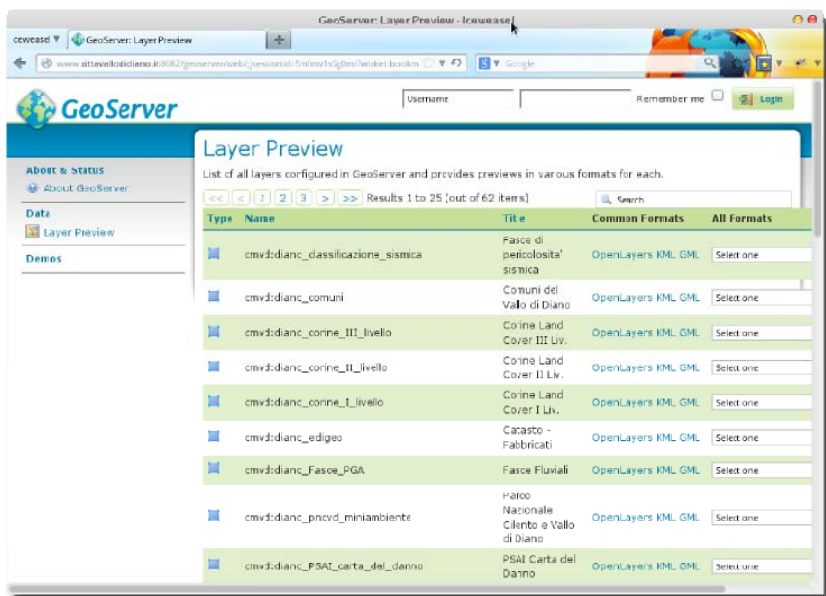 GeoServer: Layer Preview - Iceweasel
ceweasel
GeoServer: Layer Preview
www.cittavallodidiano.it:8082/geoserver/web/
Google
GeoServer
Username
Remember me
Login
About & Status
About GeoServer
Data
Layer Preview
Demos
Layer Preview
List of all layers configured in GeoServer and provides previews in various formats for each.
<< < 1 2 3 > >> Results 1 to 25 (out of 62 items)
Search
Type Name Title Common Formats All Formats
cmvd:diano_classificazione_sismica Fasce di pericolosita' sismica OpenLayers KML GML Select one
cmvd:diano_comuni Comuni del Vallo di Diano OpenLayers KML GML Select one
cmvd:diano_corine_III_livello Corine Land Cover III Liv. OpenLayers KML GML Select one
cmvd:diano_corine_II_livello Corine Land Cover II Liv. OpenLayers KML GML Select one
cmvd:diano_corine_I_livello Corine Land Cover I Liv. OpenLayers KML GML Select one
cmvd:diano_edigeo Catasto - Fabbricati OpenLayers KML GML Select one
cmvd:diano_Fasce_PGA Fasce Fluviali OpenLayers KML GML Select one
cmvd:diano_pncvd_miniambiente Parco Nazionale Cilento e Vallo di Diano OpenLayers KML GML Select one
cmvd:diano_PSAI_carta_del_danno PSAI Carta del Danno OpenLayers KML GML Select one